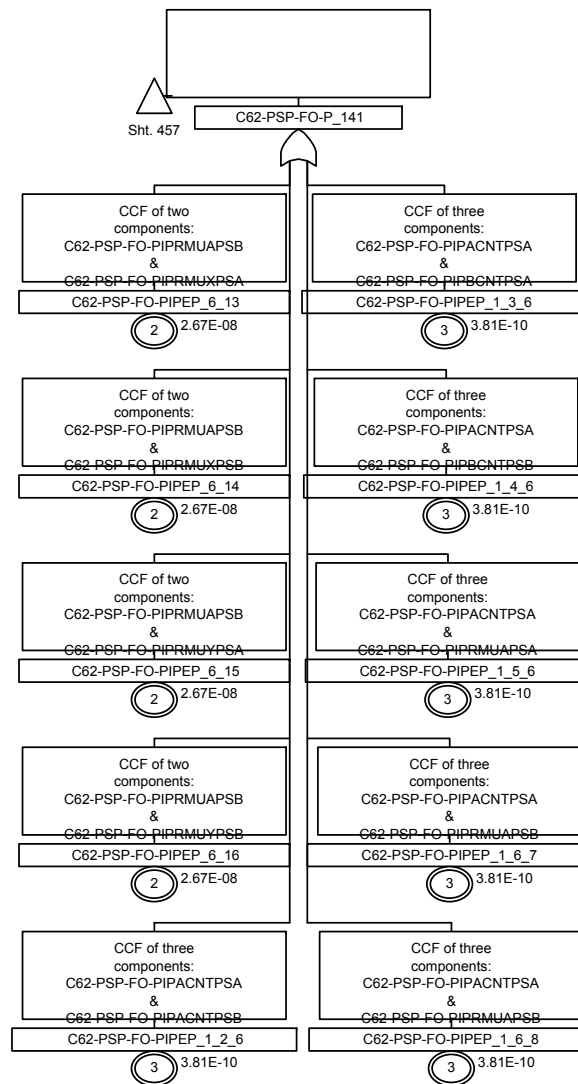 Sht. 457
C62-PSP-FO-P_141
CCF of two
components:
C62-PSP-FO-PIPRMUAPSB
&
C62-PSP-FO-PIPRMUXPSA
C62-PSP-FO-PIPEP_6_13
2
2.67E-08
CCF of three
components:
C62-PSP-FO-PIPACNTPSA
&
C62-PSP-FO-PIPBCNTPSA
C62-PSP-FO-PIPEP_1_3_6
3
3.81E-10
CCF of two
components:
C62-PSP-FO-PIPRMUAPSB
&
C62-PSP-FO-PIPRMUXPSB
C62-PSP-FO-PIPEP_6_14
2
2.67E-08
CCF of three
components:
C62-PSP-FO-PIPACNTPSA
&
C62-PSP-FO-PIPBCNTPSB
C62-PSP-FO-PIPEP_1_4_6
3
3.81E-10
CCF of two
components:
C62-PSP-FO-PIPRMUAPSB
&
C62-PSP-FO-PIPRMUYPSA
C62-PSP-FO-PIPEP_6_15
2
2.67E-08
CCF of three
components:
C62-PSP-FO-PIPACNTPSA
&
C62-PSP-FO-PIPRMUAPSA
C62-PSP-FO-PIPEP_1_5_6
3
3.81E-10
CCF of two
components:
C62-PSP-FO-PIPRMUAPSB
&
C62-PSP-FO-PIPRMUYPSB
C62-PSP-FO-PIPEP_6_16
2
2.67E-08
CCF of three
components:
C62-PSP-FO-PIPACNTPSA
&
C62-PSP-FO-PIPRMUAPSB
C62-PSP-FO-PIPEP_1_6_7
3
3.81E-10
CCF of three
components:
C62-PSP-FO-PIPACNTPSA
&
C62-PSP-FO-PIPACNTPSB
C62-PSP-FO-PIPEP_1_2_6
3
3.81E-10
CCF of three
components:
C62-PSP-FO-PIPACNTPSA
&
C62-PSP-FO-PIPRMUAPSB
C62-PSP-FO-PIPEP_1_6_8
3
3.81E-10